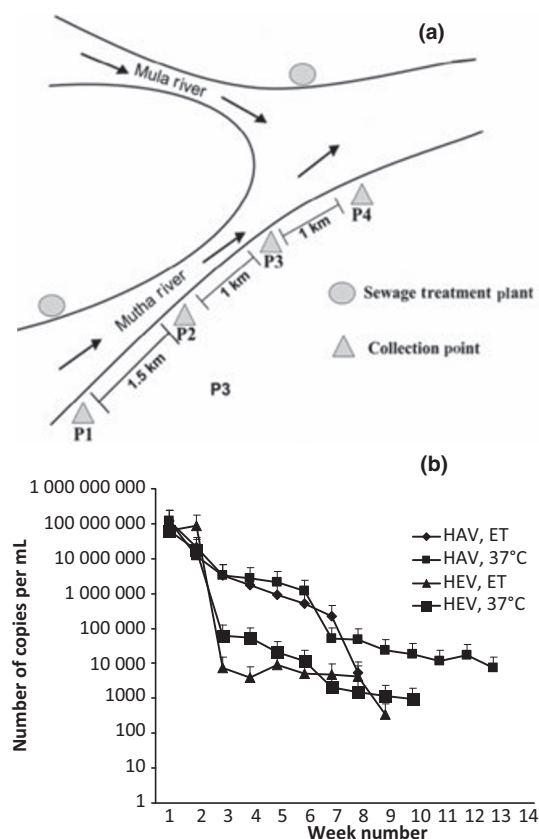 (a)
Mula river
P4
1 km
P3
1 km
Mutha river
P2
1.5 km
P1
P3
Sewage treatment plant
Collection point
(b)
Number of copies per mL
1 000 000 000
100 000 000
10 000 000
1 000 000
100 000
10 000
1000
100
10
1
HAV, ET
HAV, 37°C
HEV, ET
HEV, 37°C
1 2 3 4 5 6 7 8 9 10 11 12 13 14
Week number